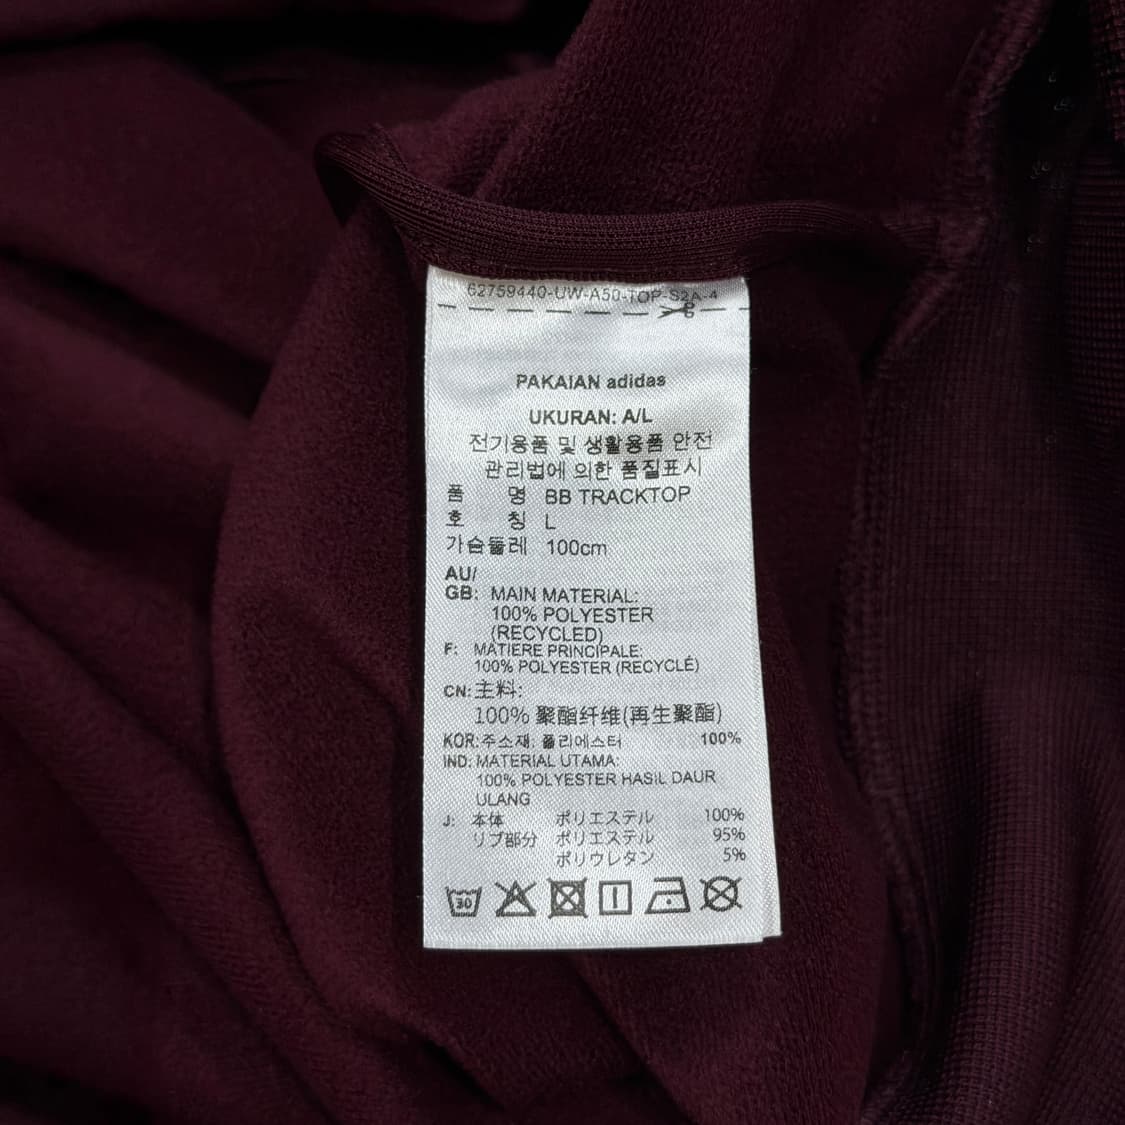 62759440-UW-A50-TOP-S2A-4
PAKAIAN adidas
UKURAN: A/L
전기용품 및 생활용품 안전
관리법에 의한 품질표시
품 명 BB TRACKTOP
호 칭 L
가슴둘레 100cm
AU/
GB: MAIN MATERIAL:
100% POLYESTER
(RECYCLED)
F: MATIERE PRINCIPALE:
100% POLYESTER (RECYCLÉ)
CN: 主料:
100% 聚酯纤维(再生聚酯)
KOR: 주소재: 폴리에스터 100%
IND: MATERIAL UTAMA:
100% POLYESTER HASIL DAUR
ULANG
J: 本体 ポリエステル 100%
リブ部分 ポリエステル 95%
ポリウレタン 5%
30